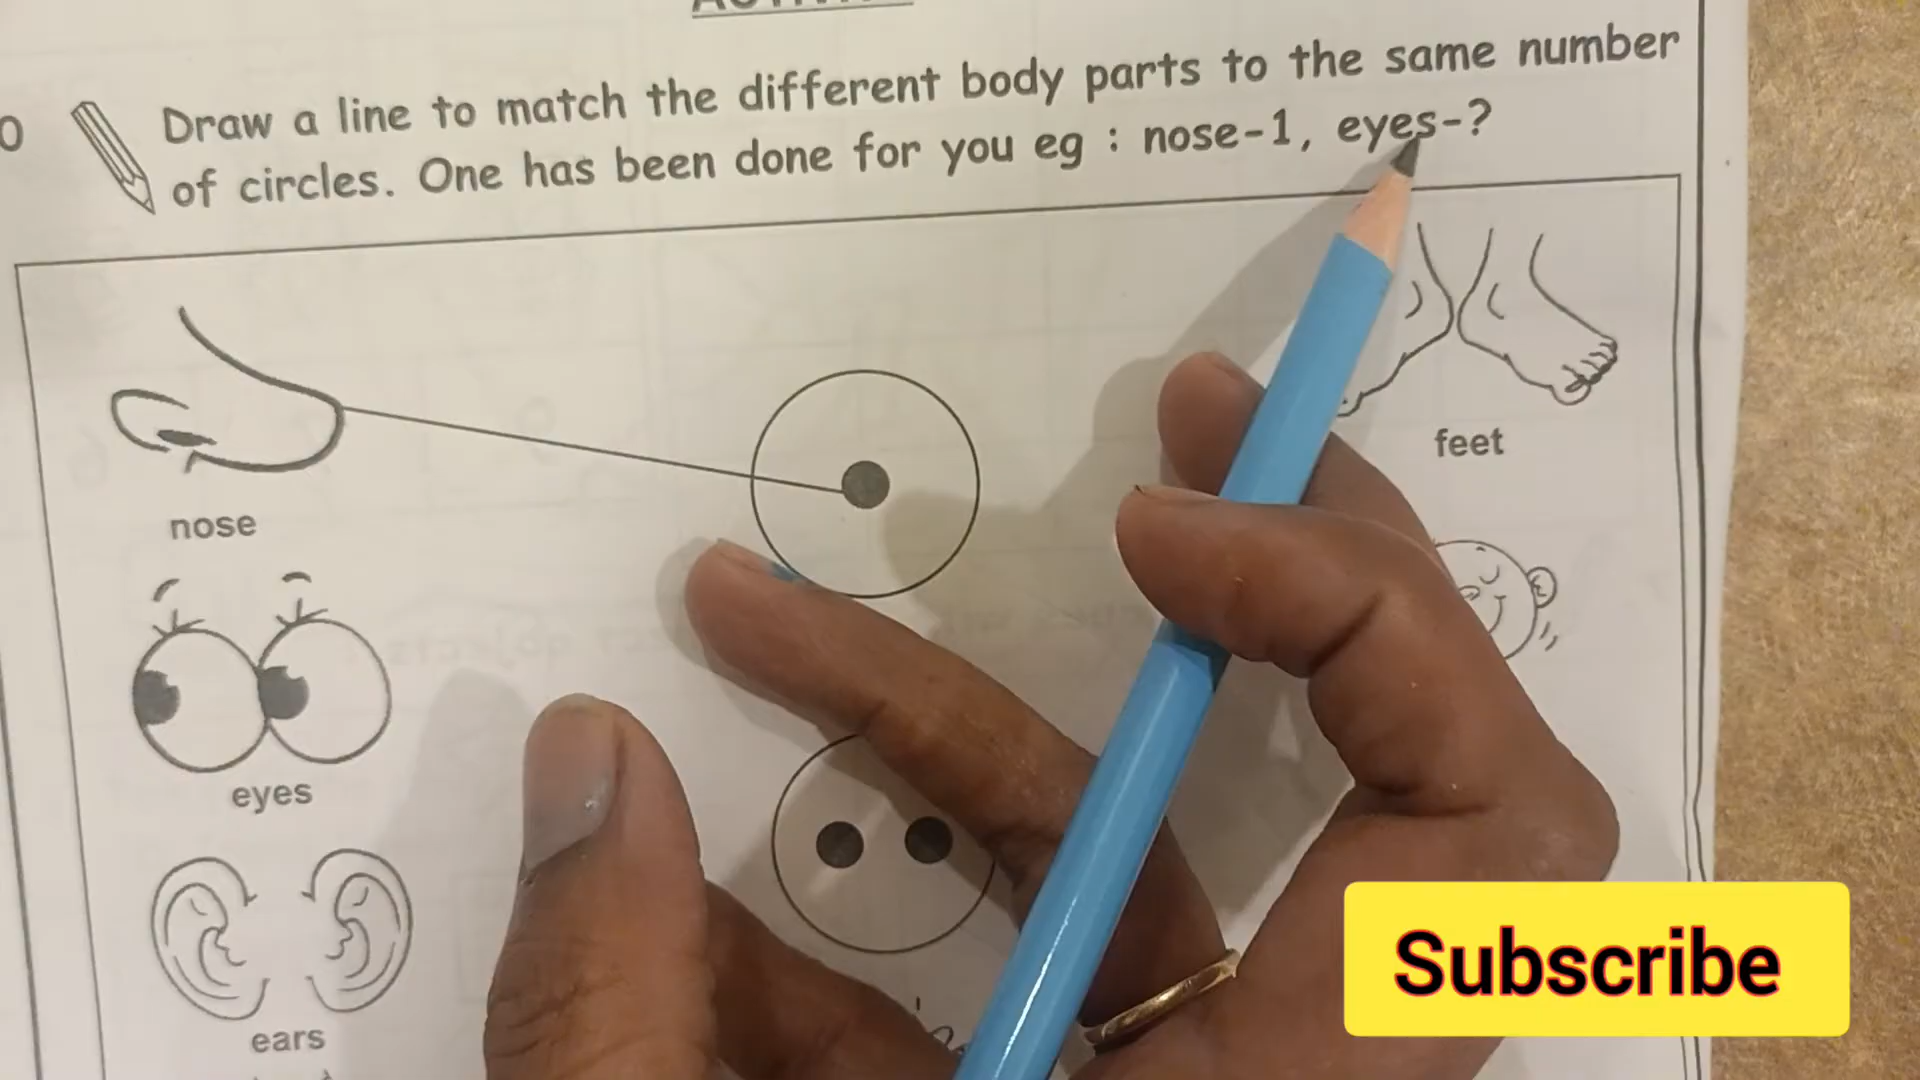 Draw a line to match the different body parts to the same number
of circles. One has been done for you eg : nose-1, eyes-?
feet
nose
eyes
ears
Subscribe